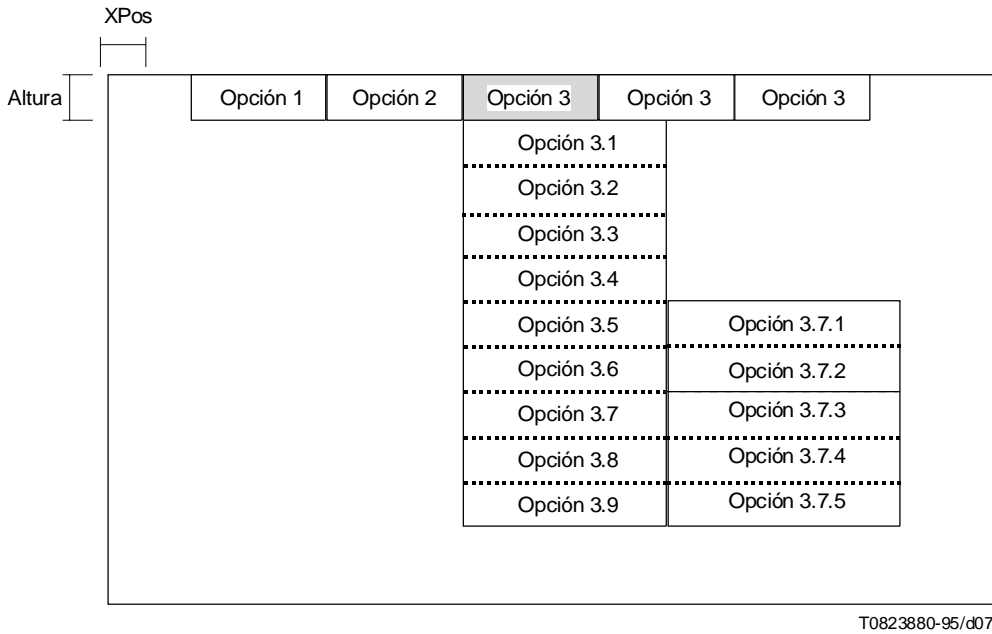 XPos
Altura
Opción 1 Opción 2 Opción 3 Opción 3 Opción 3
Opción 3.1
Opción 3.2
Opción 3.3
Opción 3.4
Opción 3.5 Opción 3.7.1
Opción 3.6 Opción 3.7.2
Opción 3.7 Opción 3.7.3
Opción 3.8 Opción 3.7.4
Opción 3.9 Opción 3.7.5
T0823880-95/d07